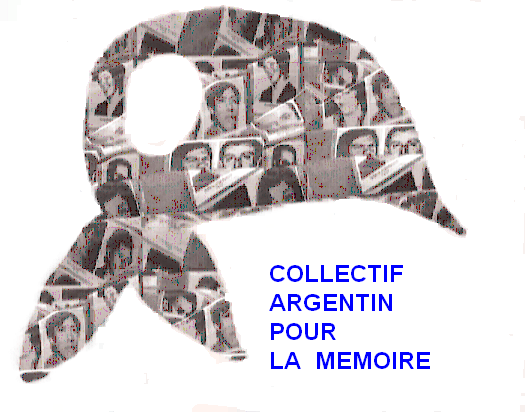 COLLECTIF
ARGENTIN
POUR
LA MEMOIRE